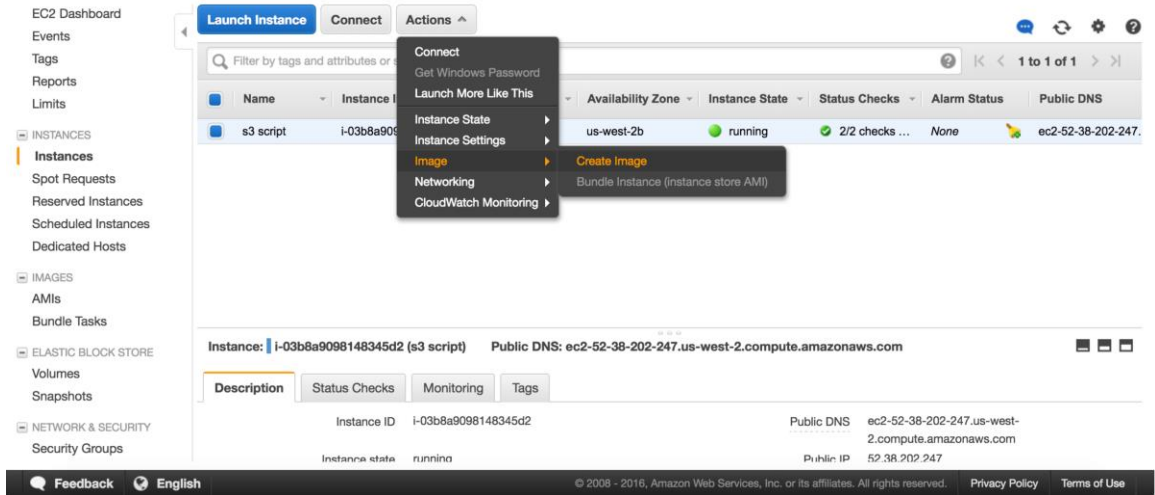 EC2 Dashboard
Events
Tags
Reports
Limits
INSTANCES
Instances
Spot Requests
Reserved Instances
Scheduled Instances
Dedicated Hosts
IMAGES
AMIs
Bundle Tasks
ELASTIC BLOCK STORE
Volumes
Snapshots
NETWORK & SECURITY
Security Groups
Launch Instance Connect Actions
Filter by tags and attributes or 1 to 1 of 1
Name Instance Availability Zone Instance State Status Checks Alarm Status Public DNS
s3 script i-03b8a909 us-west-2b running 2/2 checks ... None ec2-52-38-202-247.
Connect
Get Windows Password
Launch More Like This
Instance State
Instance Settings
Image
Networking
CloudWatch Monitoring
Create Image
Bundle Instance (instance store AMI)
Instance: i-03b8a9098148345d2 (s3 script) Public DNS: ec2-52-38-202-247.us-west-2.compute.amazonaws.com
Description Status Checks Monitoring Tags
Instance ID i-03b8a9098148345d2 Public DNS ec2-52-38-202-247.us-west-
2.compute.amazonaws.com
Instance state running Public IP 52.38.202.247
Feedback English © 2008 - 2016, Amazon Web Services, Inc. or its affiliates. All rights reserved. Privacy Policy Terms of Use